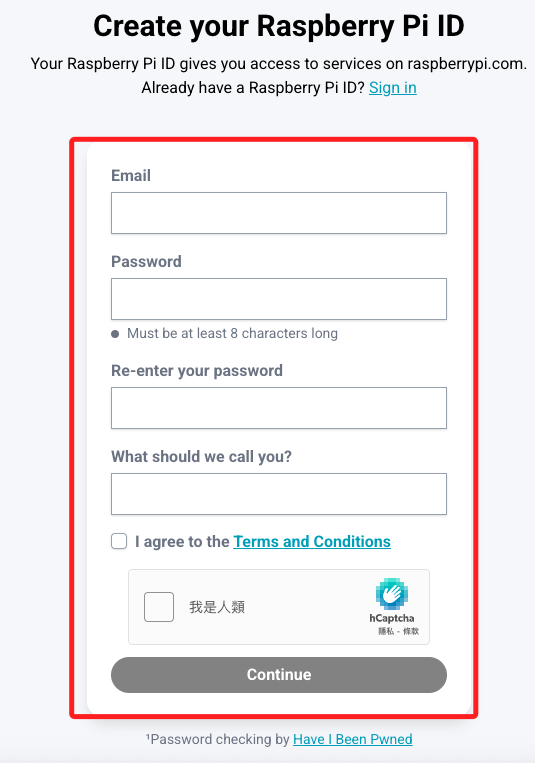 Create your Raspberry Pi ID
Your Raspberry Pi ID gives you access to services on raspberrypi.com.
Already have a Raspberry Pi ID? Sign in
Email
Password
Must be at least 8 characters long
Re-enter your password
What should we call you?
I agree to the Terms and Conditions
我是人類
hCaptcha
隱私 - 條款
Continue
¹Password checking by Have I Been Pwned